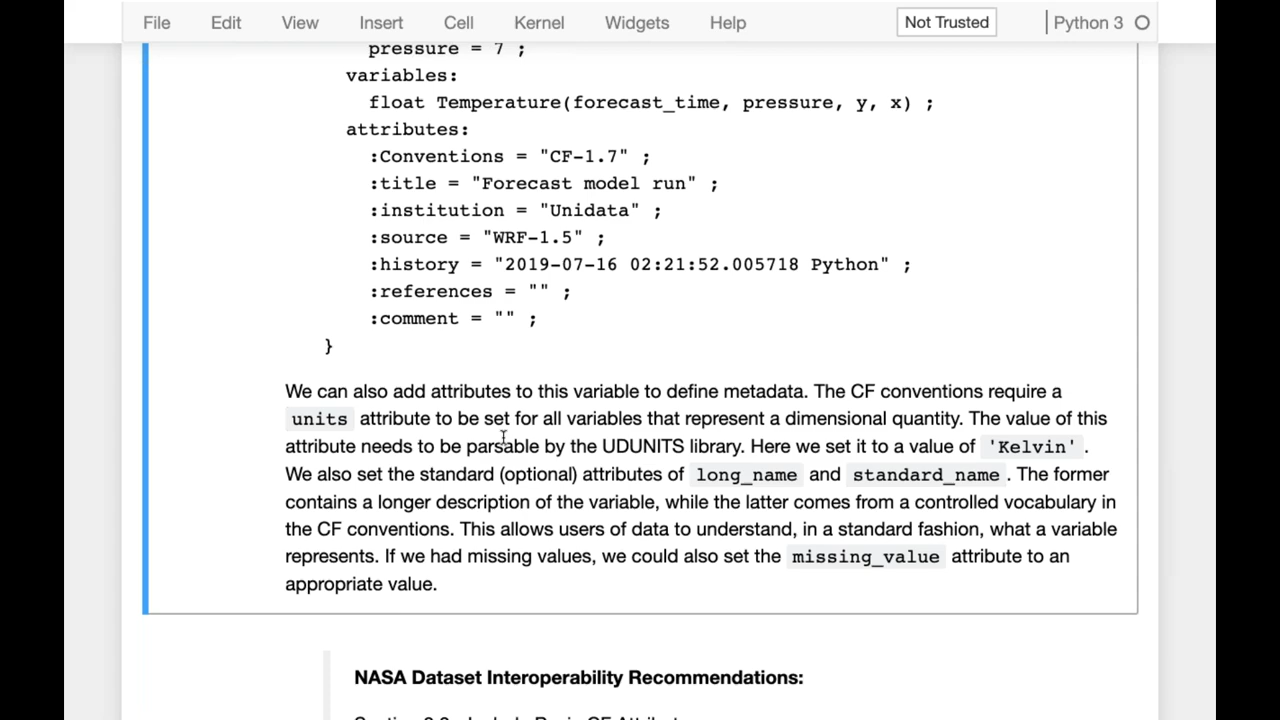 File Edit View Insert Cell Kernel Widgets Help Not Trusted Python 3
pressure = 7 ;
variables:
float Temperature(forecast_time, pressure, y, x) ;
attributes:
:Conventions = "CF-1.7" ;
:title = "Forecast model run" ;
:institution = "Unidata" ;
:source = "WRF-1.5" ;
:history = "2019-07-16 02:21:52.005718 Python" ;
:references = "" ;
:comment = "" ;
}
We can also add attributes to this variable to define metadata. The CF conventions require a
units attribute to be set for all variables that represent a dimensional quantity. The value of this
attribute needs to be parsable by the UDUNITS library. Here we set it to a value of 'Kelvin'.
We also set the standard (optional) attributes of long_name and standard_name. The former
contains a longer description of the variable, while the latter comes from a controlled vocabulary in
the CF conventions. This allows users of data to understand, in a standard fashion, what a variable
represents. If we had missing values, we could also set the missing_value attribute to an
appropriate value.
NASA Dataset Interoperability Recommendations: